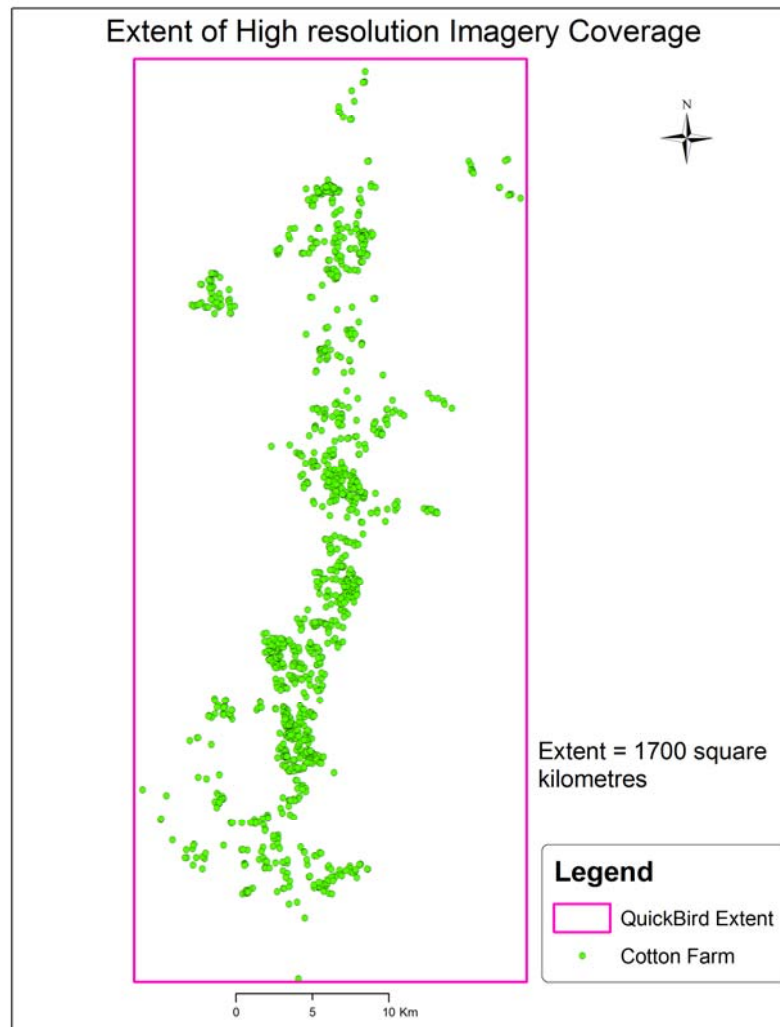 Extent of High resolution Imagery Coverage
N
Extent = 1700 square
kilometres
Legend
QuickBird Extent
Cotton Farm
0 5 10 Km